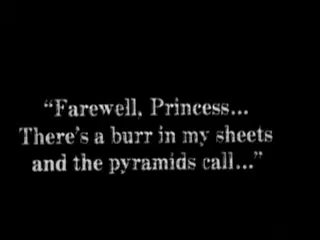 “Farewell, Princess...
There's a burr in my sheets
and the pyramids call...”